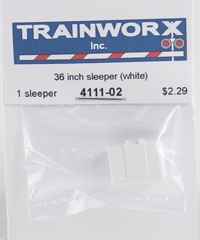 TRAINWORX
Inc.
36 inch sleeper (white)
1 sleeper 4111-02 $2.29